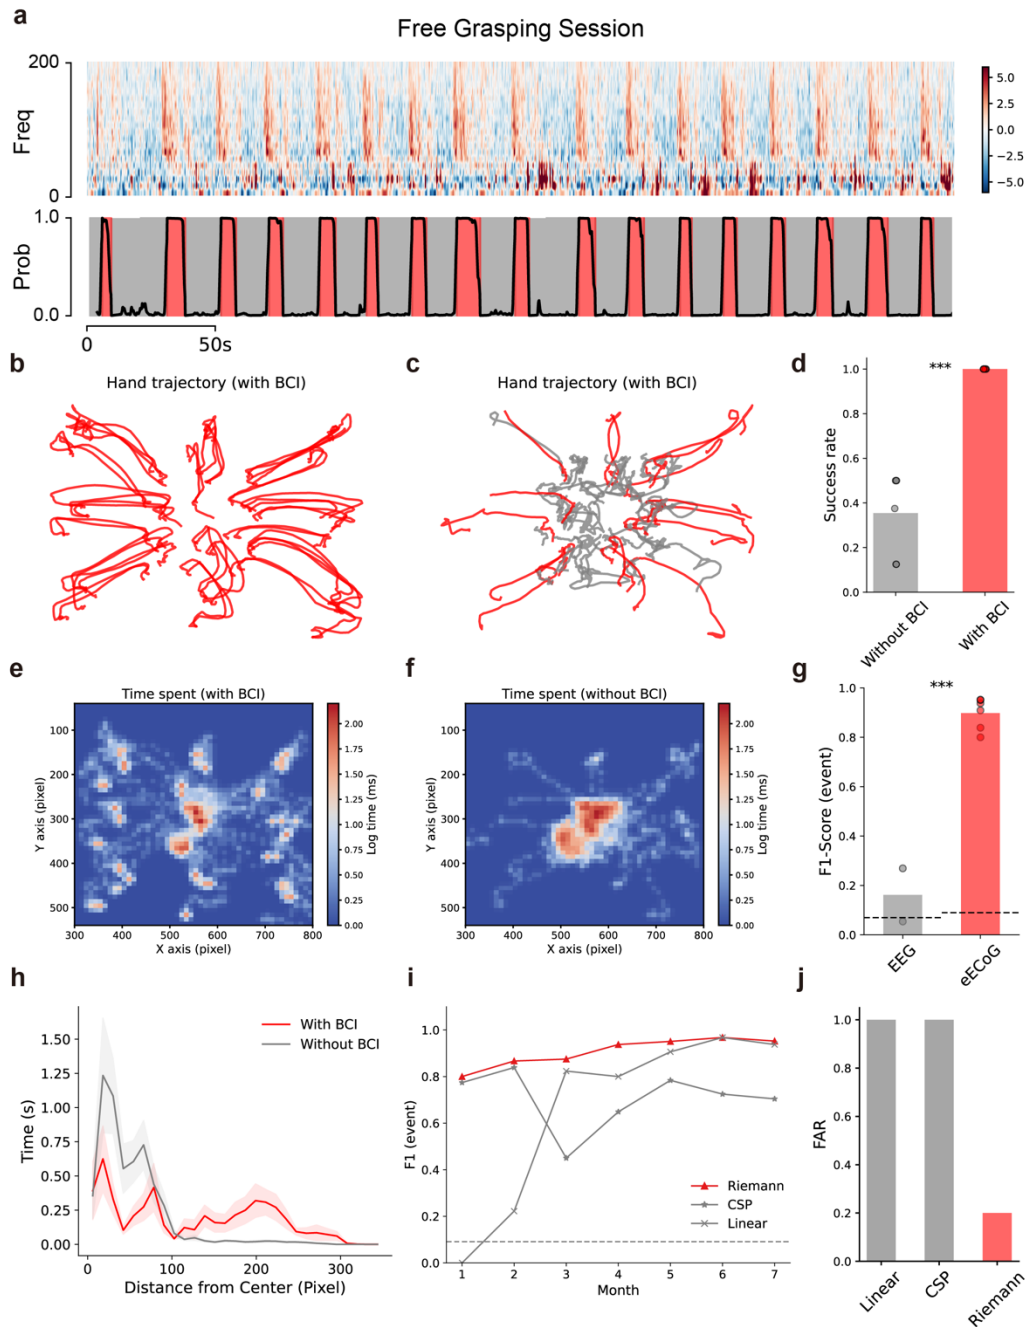 a
Free Grasping Session
200
Freq
0
5.0
2.5
0.0
−2.5
−5.0
1.0
Prob
0.0
0
50s
b
Hand trajectory (with BCI)
c
Hand trajectory (with BCI)
d
***
1.0
0.8
0.6
0.4
0.2
0.0
Success rate
Without BCI
With BCI
e
Time spent (with BCI)
100
200
300
400
500
Y axis (pixel)
300
400
500
600
700
800
X axis (pixel)
2.00
1.75
1.50
1.25
1.00
0.75
0.50
0.25
0.00
Log time (ms)
f
Time spent (without BCI)
100
200
300
400
500
Y axis (pixel)
300
400
500
600
700
800
X axis (pixel)
2.00
1.75
1.50
1.25
1.00
0.75
0.50
0.25
0.00
Log time (ms)
g
***
1.0
0.8
0.6
0.4
0.2
0.0
F1-Score (event)
EEG
eECoG
h
With BCI
Without BCI
1.50
1.25
1.00
0.75
0.50
0.25
0.00
Time (s)
0
100
200
300
Distance from Center (Pixel)
i
1.0
0.8
0.6
0.4
0.2
0.0
F1 (event)
Riemann
CSP
Linear
1
2
3
4
5
6
7
Month
j
1.0
0.8
0.6
0.4
0.2
0.0
FAR
Linear
CSP
Riemann